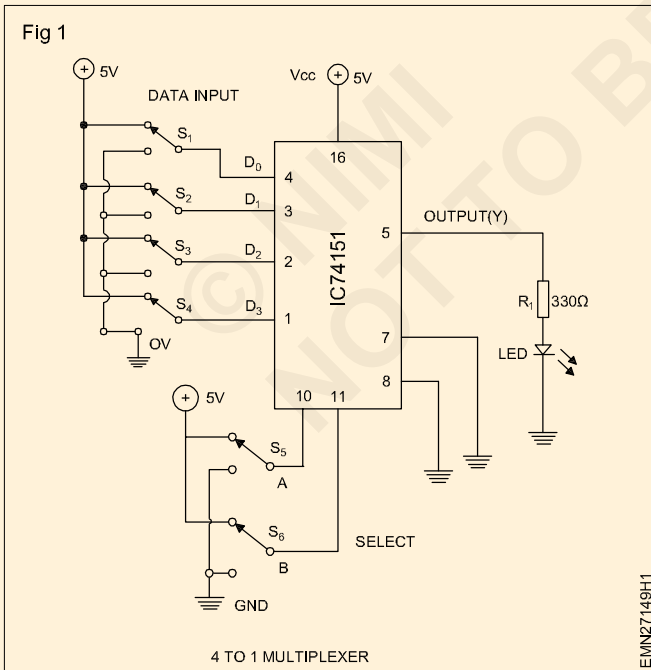 Fig 1
5V
Vcc 5V
DATA INPUT
S1
D0
16
4
S2
D1
3
OUTPUT(Y)
5
S3
D2
2
IC74151
R1 330Ω
S4
D3
1
7
LED
OV
8
5V
10 11
S5
A
S6
B
SELECT
GND
4 TO 1 MULTIPLEXER
EMN27149H1
© NIMI
NOT TO BE